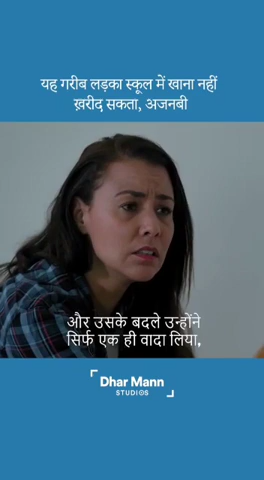 यह गरीब लड़का स्कूल में खाना नहीं
ख़रीद सकता, अजनबी
और उसके बदले उन्होंने
सिर्फ एक ही वादा लिया,
Dhar Mann
STUDIOS